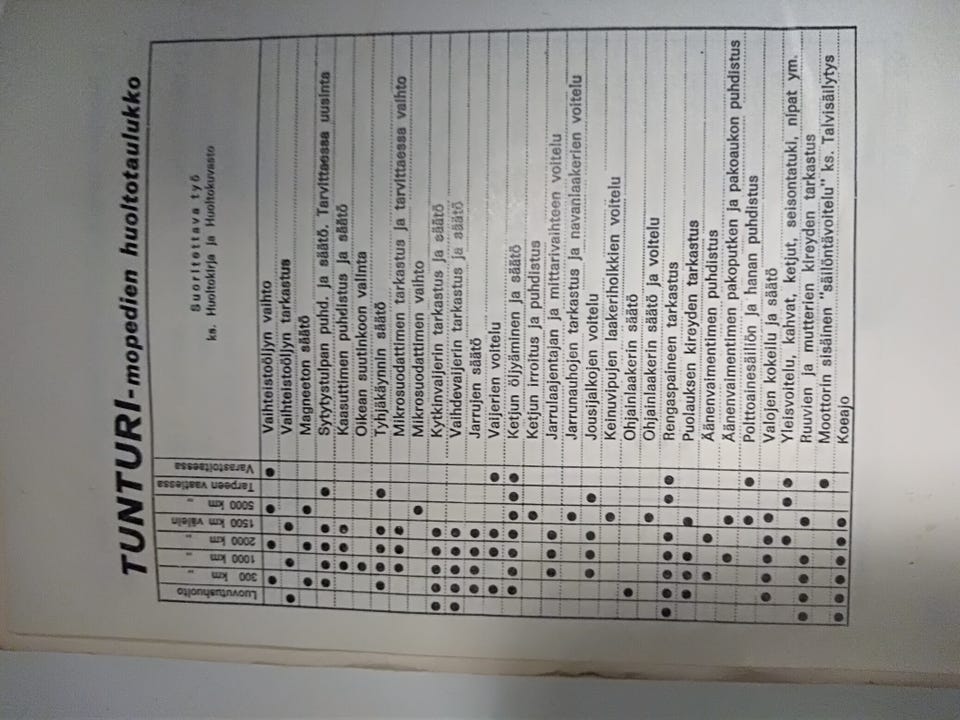 TUNTURI-mopedien huoltotaulukko
Suoritettava työ
ks. Huoltokirja ja Huoltokuvasto
Luovutushuolto
300 km
1000 km "
2000 km "
1500 km välein
5000 km "
Tarpeen vaatiessa
Varastoitaessa
Vaihteistoöljyn vaihto
Vaihteistoöljyn tarkastus
Magneeton säätö
Sytytystulpan puhd. ja säätö. Tarvittaessa uusinta
Kaasuttimen puhdistus ja säätö
Oikean suutinkoon valinta
Tyhjäkäynnin säätö
Mikrosuodattimen tarkastus ja tarvittaessa vaihto
Mikrosuodattimen vaihto
Kytkinvaijerin tarkastus ja säätö
Vaihdevaijerin tarkastus ja säätö
Jarrujen säätö
Vaijerien voitelu
Ketjun öljyäminen ja säätö
Ketjun irroitus ja puhdistus
Jarrulaajentajan ja mittarivaihteen voitelu
Jarrunauhojen tarkastus ja navanlaakerien voitelu
Jousijalkojen voitelu
Keinuvipujen laakeriholkkien voitelu
Ohjainlaakerin säätö
Ohjainlaakerin säätö ja voitelu
Rengaspaineen tarkastus
Puolauksen kireyden tarkastus
Äänenvaimentimen puhdistus
Äänenvaimentimen pakoputken ja pakoaukon puhdistus
Polttoainesäiliön ja hanan puhdistus
Valojen kokeilu ja säätö
Yleisvoitelu, kahvat, ketjut, seisontatuki, nipat ym.
Ruuvien ja mutterien kireyden tarkastus
Moottorin sisäinen "säilöntävoitelu" ks. Talvisäilytys
Koeajo